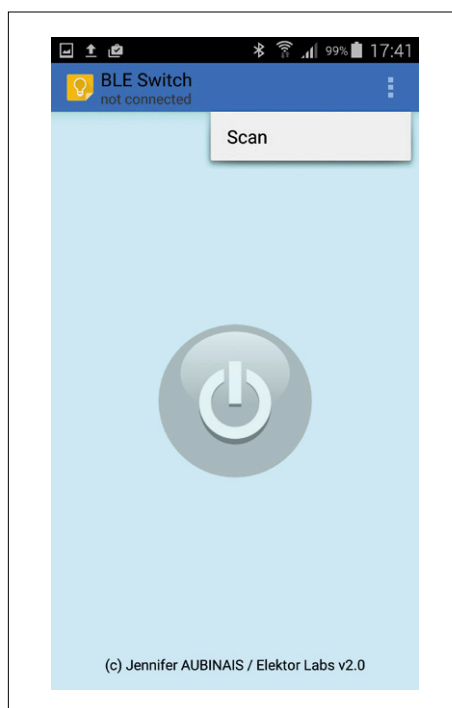 99% 17:41
BLE Switch
not connected
Scan
(c) Jennifer AUBINAIS / Elektor Labs v2.0